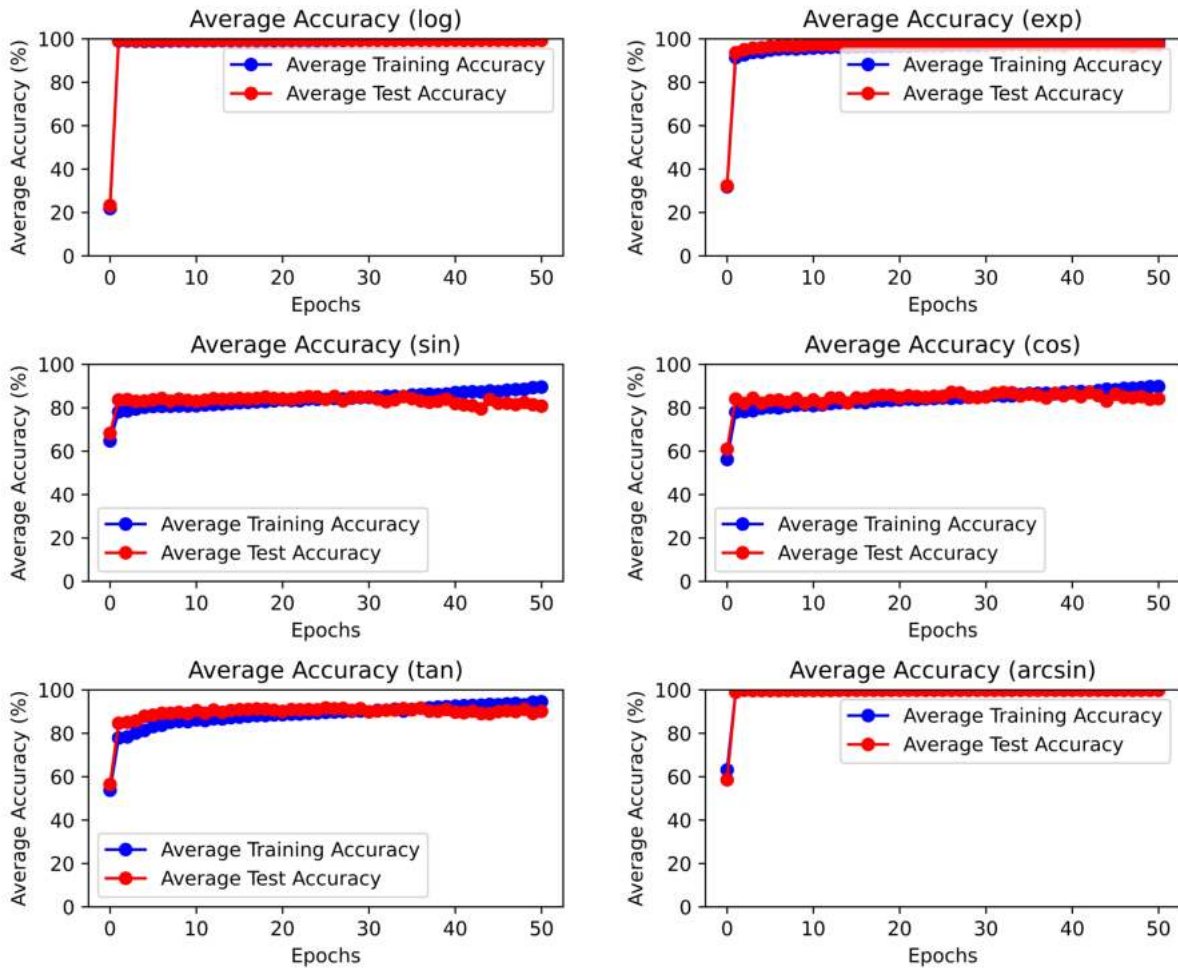 Average Accuracy (log)
Average Accuracy (%)
100
80
60
40
20
0
Average Training Accuracy
Average Test Accuracy
0 10 20 30 40 50
Epochs
Average Accuracy (exp)
Average Accuracy (%)
100
80
60
40
20
0
Average Training Accuracy
Average Test Accuracy
0 10 20 30 40 50
Epochs
Average Accuracy (sin)
Average Accuracy (%)
100
80
60
40
20
0
Average Training Accuracy
Average Test Accuracy
0 10 20 30 40 50
Epochs
Average Accuracy (cos)
Average Accuracy (%)
100
80
60
40
20
0
Average Training Accuracy
Average Test Accuracy
0 10 20 30 40 50
Epochs
Average Accuracy (tan)
Average Accuracy (%)
100
80
60
40
20
0
Average Training Accuracy
Average Test Accuracy
0 10 20 30 40 50
Epochs
Average Accuracy (arcsin)
Average Accuracy (%)
100
80
60
40
20
0
Average Training Accuracy
Average Test Accuracy
0 10 20 30 40 50
Epochs